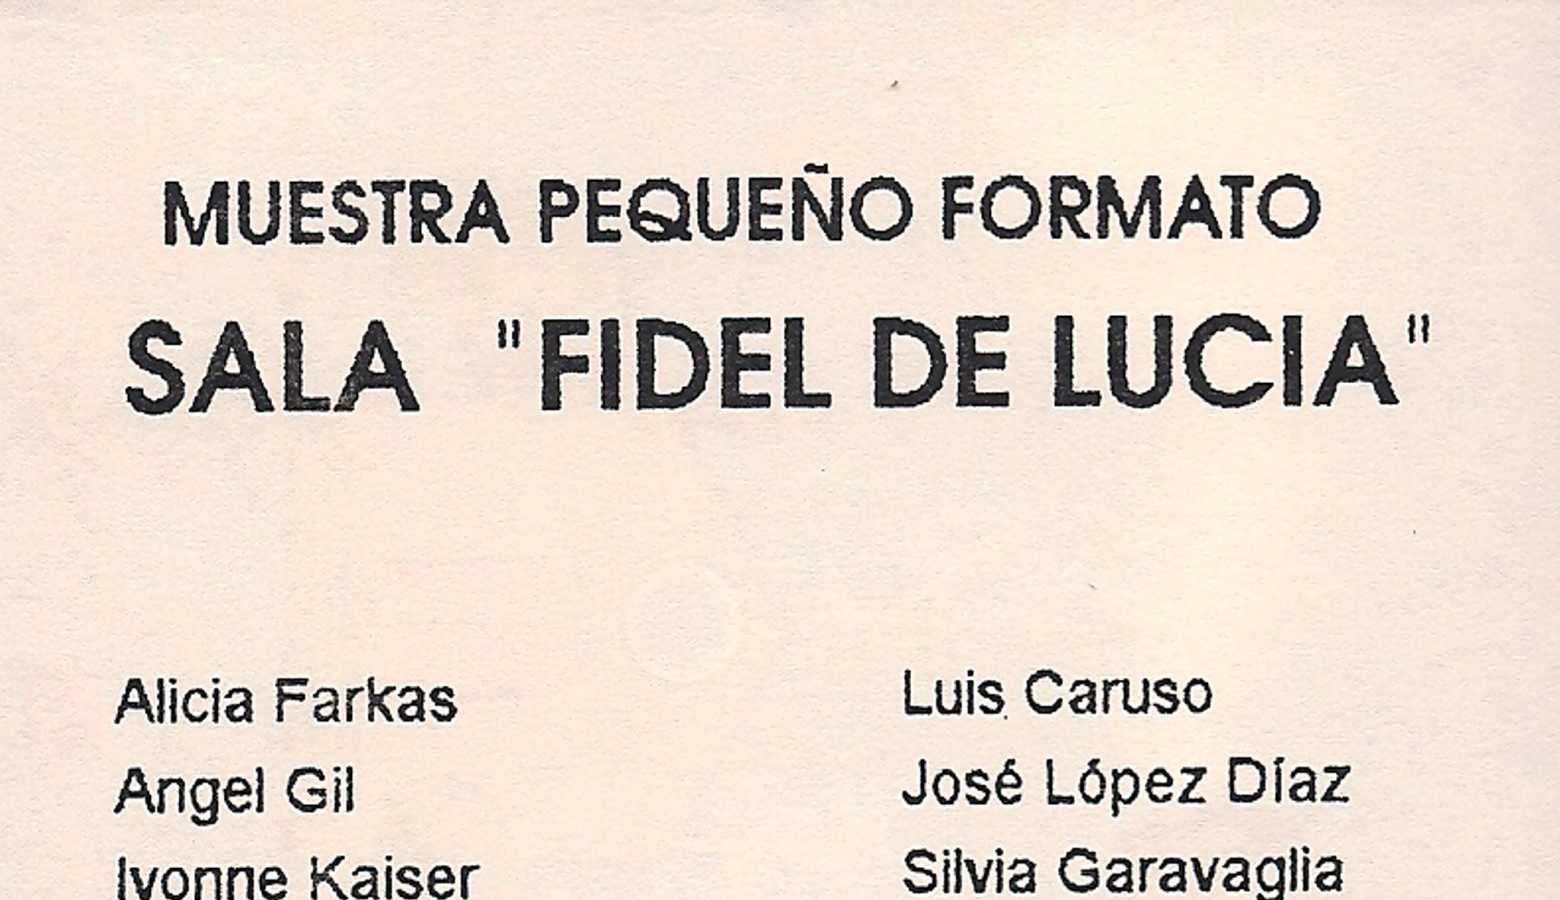 MUESTRA PEQUEÑO FORMATO
SALA "FIDEL DE LUCIA"
Alicia Farkas
Luis Caruso
Angel Gil
José López Díaz
Ivonne Kaiser
Silvia Garavaglia